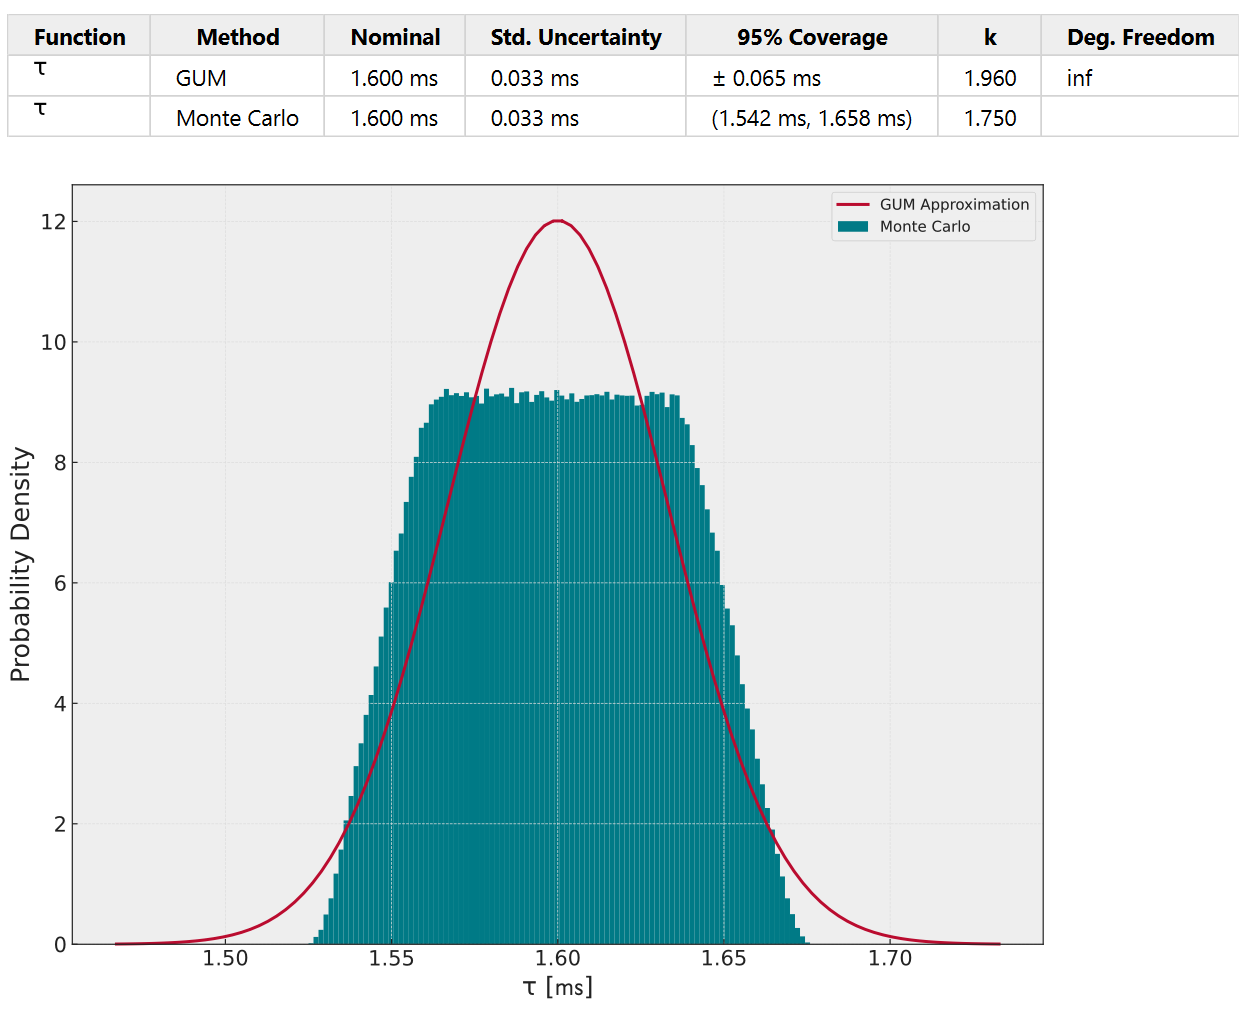 Function Method Nominal Std. Uncertainty 95% Coverage k Deg. Freedom
τ GUM 1.600 ms 0.033 ms ± 0.065 ms 1.960 inf
τ Monte Carlo 1.600 ms 0.033 ms (1.542 ms, 1.658 ms) 1.750
GUM Approximation
Monte Carlo
12
10
8
6
4
2
0
Probability Density
1.50 1.55 1.60 1.65 1.70
τ [ms]